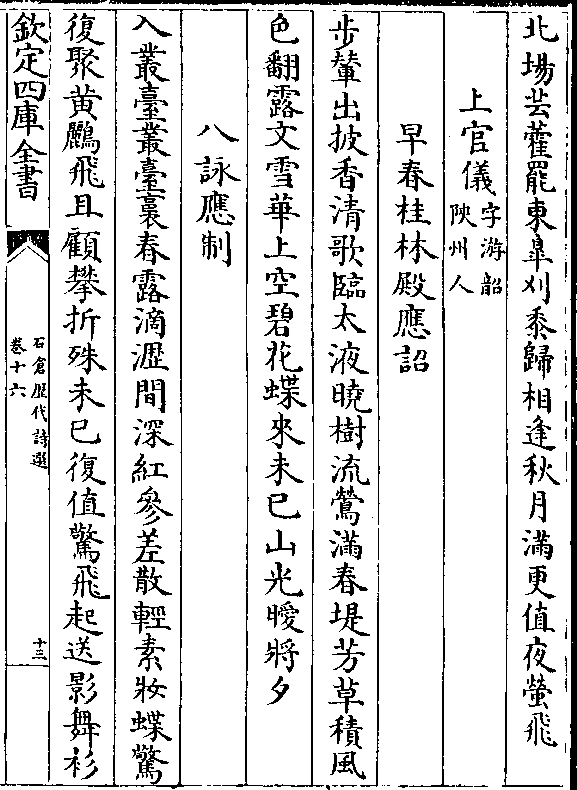 北場芸藿罷東臯刈黍歸相逢秋月滿更值夜螢飛
上官儀字游韶
陜州人
早春桂林殿應詔
步輦出披香清歌臨太液曉樹流鶯滿春堤芳草積風
色翻露文雪華上空碧花蝶來未已山光曖將夕
八詠應制
入叢臺叢臺裏春露滴瀝間深紅參差散輕素妝蝶驚
復聚黃鸝飛且顧攀折殊未已復值驚飛起送影舞衫
欽定四庫全書
石倉歷代詩選
卷十六
十三